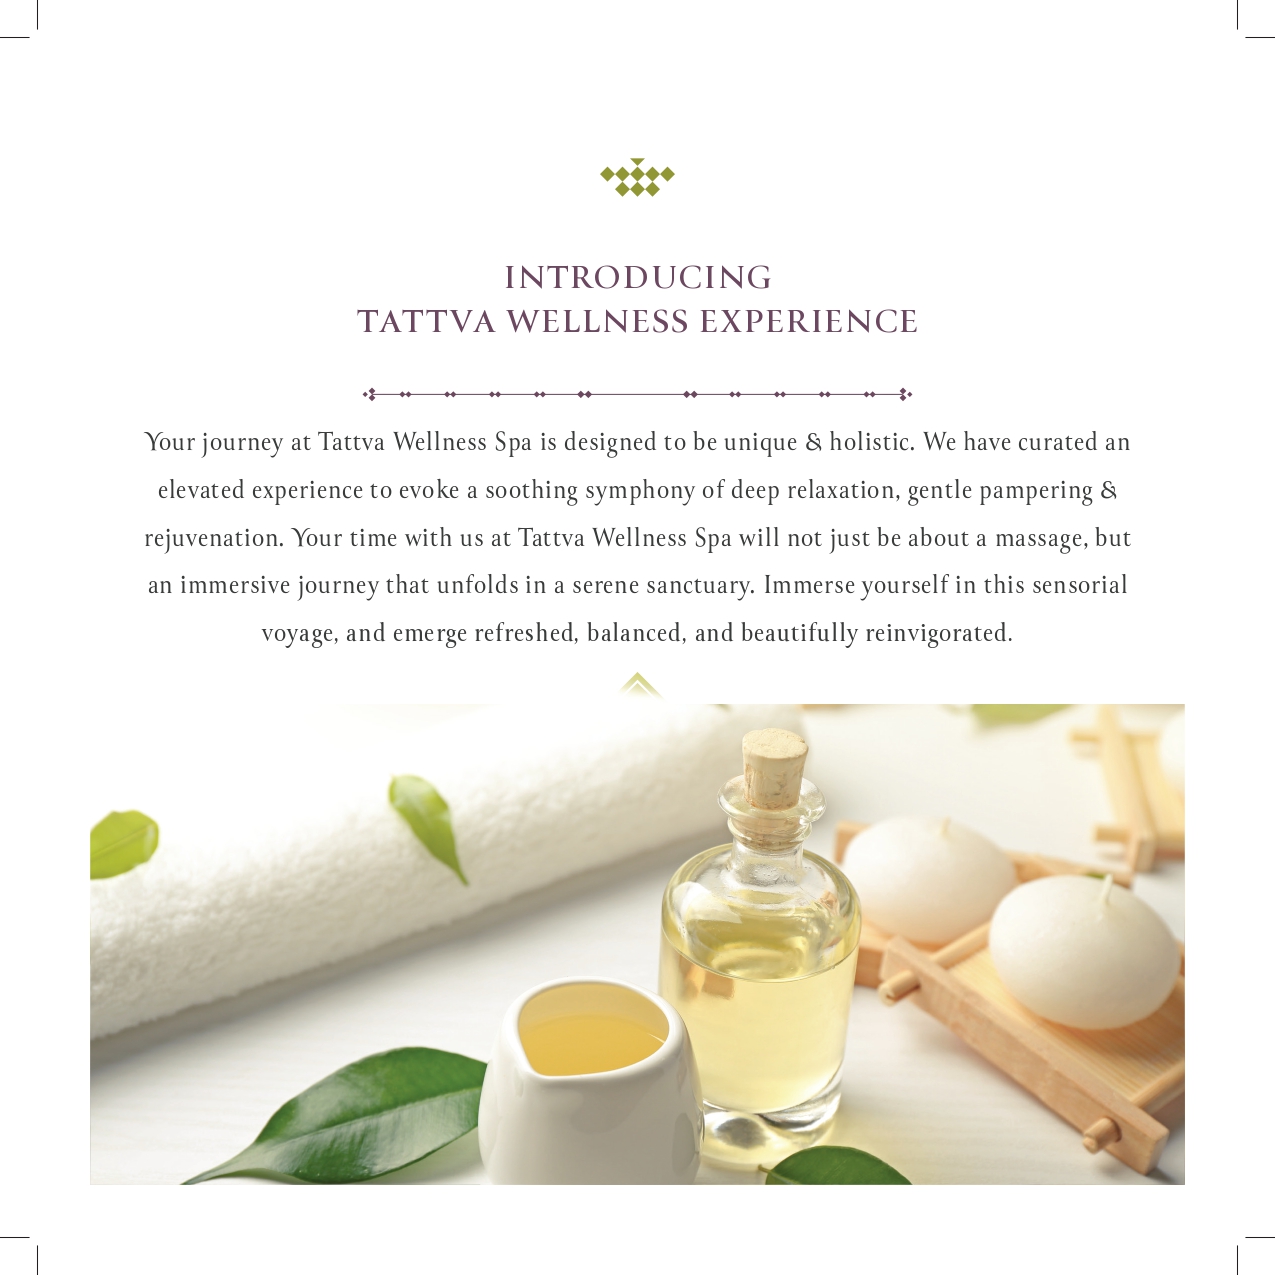 INTRODUCING
TATTVA WELLNESS EXPERIENCE
Your journey at Tattva Wellness Spa is designed to be unique & holistic. We have curated an
elevated experience to evoke a soothing symphony of deep relaxation, gentle pampering &
rejuvenation. Your time with us at Tattva Wellness Spa will not just be about a massage, but
an immersive journey that unfolds in a serene sanctuary. Immerse yourself in this sensorial
voyage, and emerge refreshed, balanced, and beautifully reinvigorated.